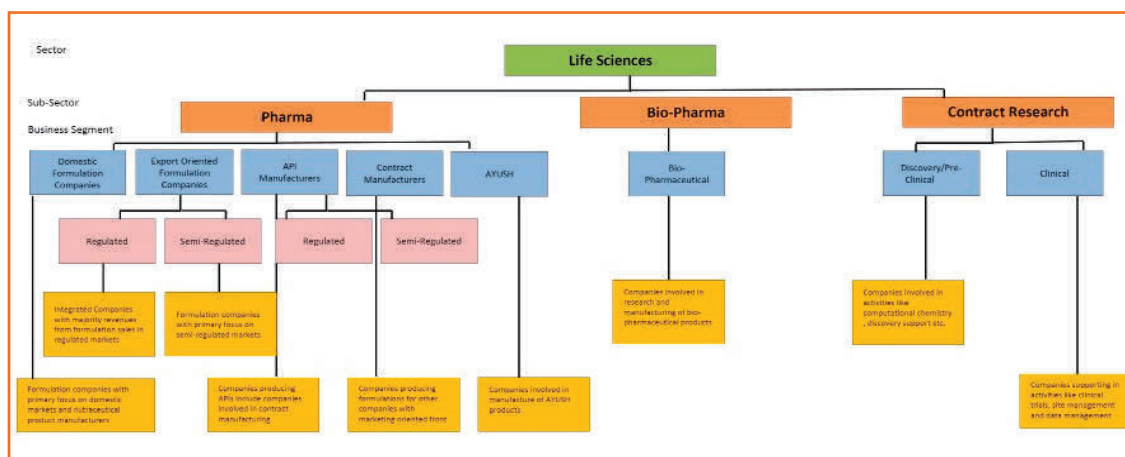 Sector
Life Sciences
Sub-Sector
Pharma
Bio-Pharma
Contract Research
Business Segment
Domestic
Formulation
Companies
Export Oriented
Formulation
Companies
API
Manufacturers
Contract
Manufacturers
AYUSH
Bio-
Pharmaceutical
Discovery/Pre-
Clinical
Clinical
Regulated
Semi-Regulated
Regulated
Semi-Regulated
Integrated Companies
with majority revenues
from formulation sales in
regulated markets
Formulation companies
with primary focus on
semi-regulated markets
Companies involved in
research and
manufacturing of bio-
pharmaceutical products
Companies involved in
activities like
computational chemistry
, discovery support etc.
Formulation companies with
primary focus on domestic
markets and nutraceutical
product manufacturers
Companies producing
APIs include companies
involved in contract
manufacturing
Companies producing
formulations for other
companies with
marketing oriented front
Companies involved in
manufacture of AYUSH
products
Companies supporting in
activities like clinical
trials, site management
and data management